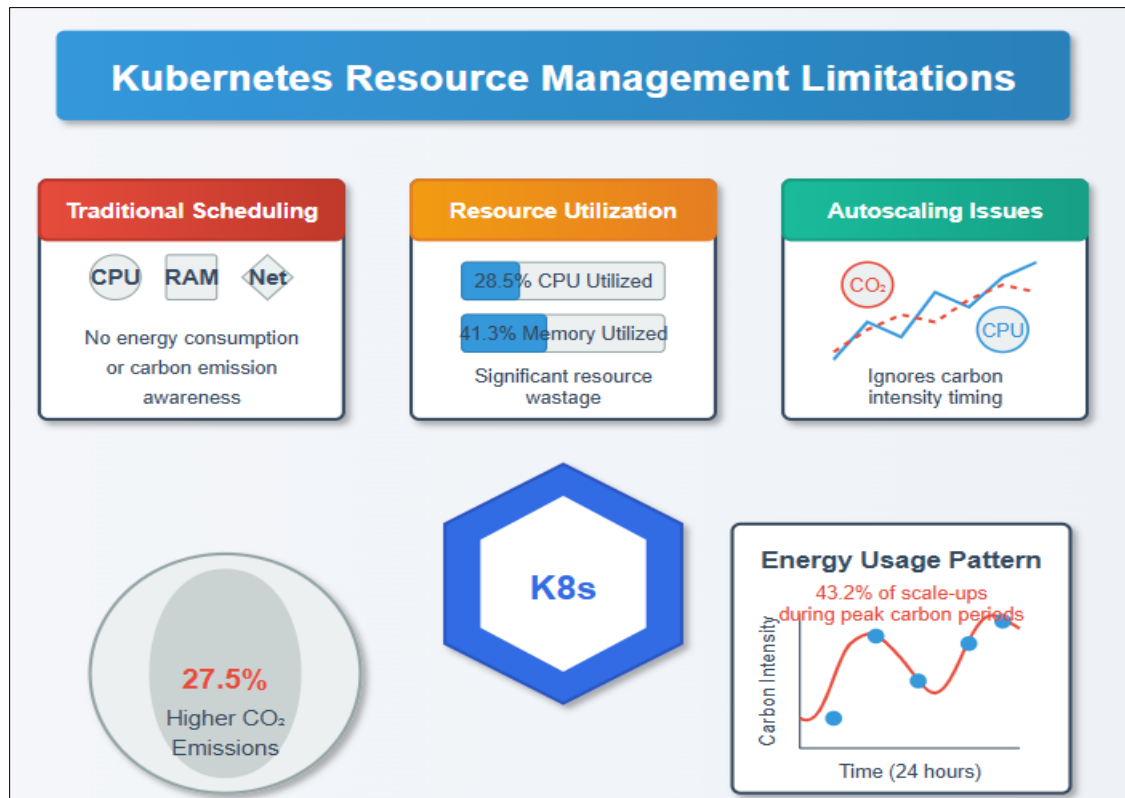 Kubernetes Resource Management Limitations
Traditional Scheduling
CPU
RAM
Net
No energy consumption
or carbon emission
awareness
Resource Utilization
28.5% CPU Utilized
41.3% Memory Utilized
Significant resource
wastage
Autoscaling Issues
CO₂
CPU
Ignores carbon
intensity timing
27.5%
Higher CO₂
Emissions
K8s
Energy Usage Pattern
43.2% of scale-ups
during peak carbon periods
Carbon Intensity
Time (24 hours)